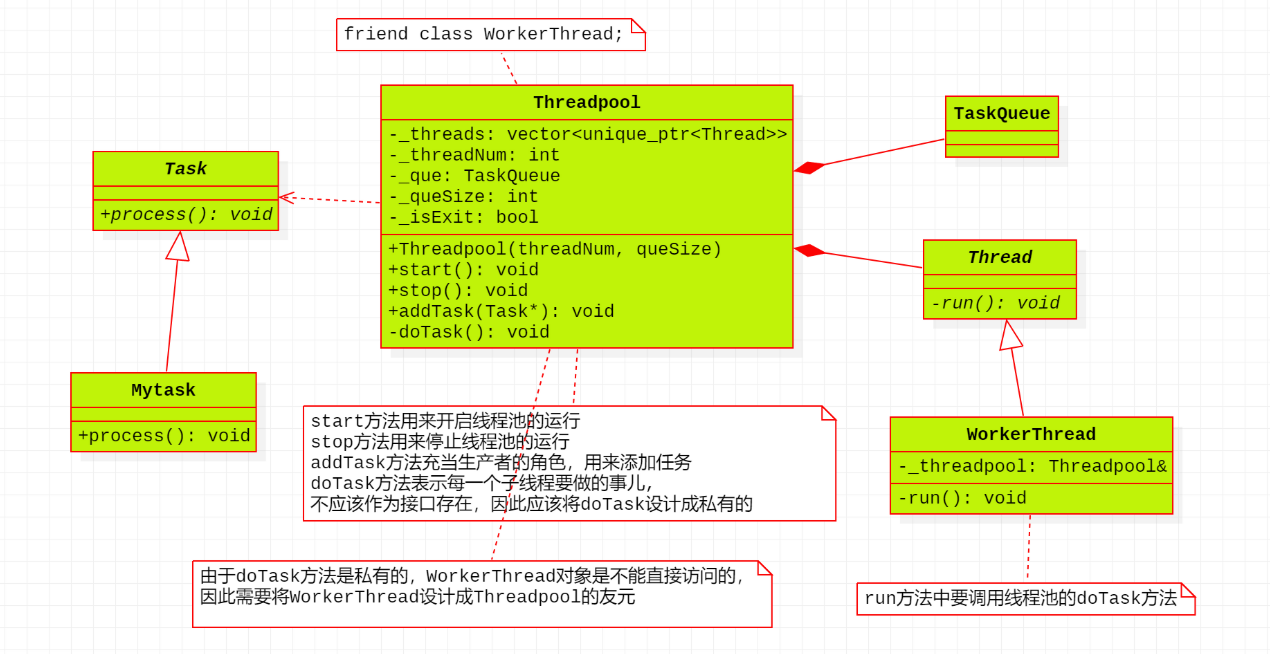 friend class WorkerThread;
Threadpool
-_threads: vector<unique_ptr<Thread>>
-_threadNum: int
-_que: TaskQueue
-_queSize: int
-_isExit: bool
+Threadpool(threadNum, queSize)
+start(): void
+stop(): void
+addTask(Task*): void
-doTask(): void
TaskQueue
Task
+process(): void
Thread
-run(): void
Mytask
+process(): void
start方法用来开启线程池的运行
stop方法用来停止线程池的运行
addTask方法充当生产者的角色，用来添加任务
doTask方法表示每一个子线程要做的事儿，
不应该作为接口存在，因此应该将doTask设计成私有的
WorkerThread
-_threadpool: Threadpool&
-run(): void
由于doTask方法是私有的，WorkerThread对象是不能直接访问的，
因此需要将WorkerThread设计成Threadpool的友元
run方法中要调用线程池的doTask方法